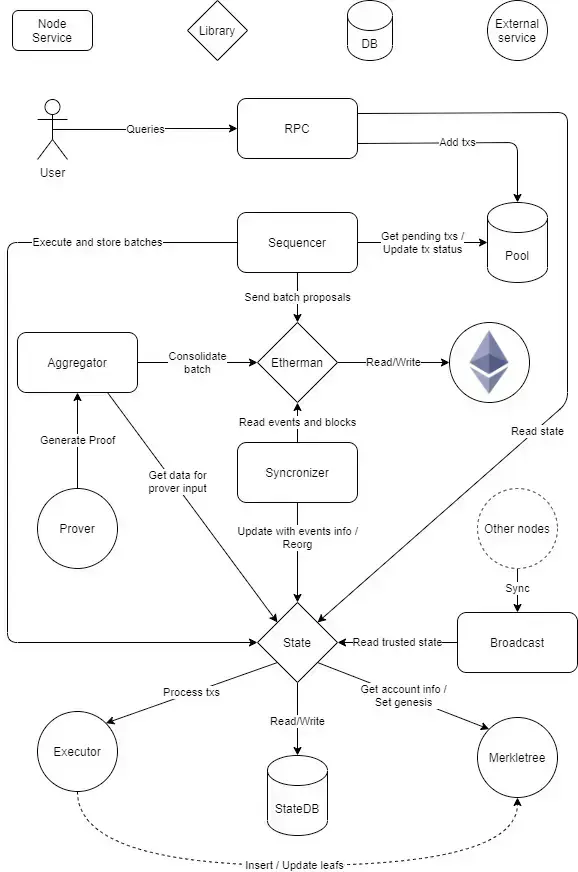 Node
Service
Library
DB
External
service
User
Queries
RPC
Add txs
Execute and store batches
Sequencer
Get pending txs /
Update tx status
Pool
Send batch proposals
Aggregator
Consolidate
batch
Etherman
Read/Write
Generate Proof
Read events and blocks
Read state
Get data for
prover input
Syncronizer
Prover
Update with events info /
Reorg
Other nodes
Sync
State
Read trusted state
Broadcast
Process txs
Get account info /
Set genesis
Read/Write
Executor
Merkletree
StateDB
Insert / Update leafs